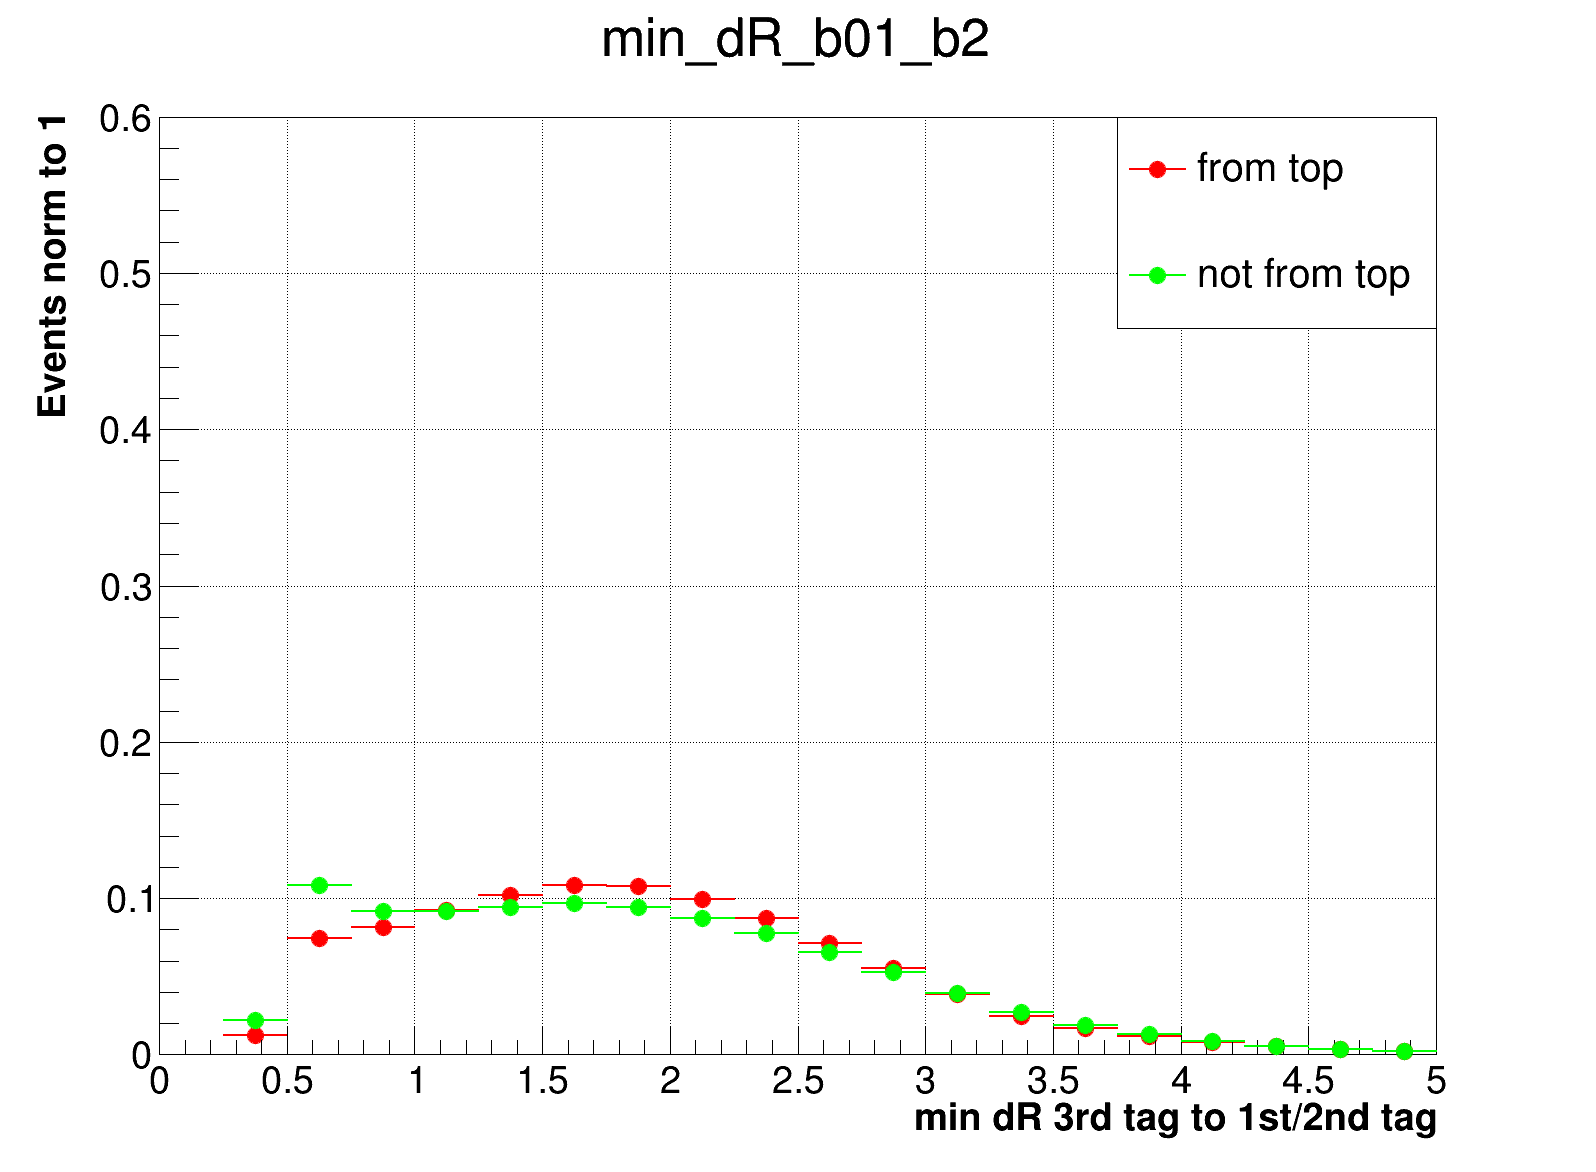 min_dR_b01_b2
Events norm to 1
0.6
0.5
0.4
0.3
0.2
0.1
0
from top
not from top
0 0.5 1 1.5 2 2.5 3 3.5 4 4.5 5
min dR 3rd tag to 1st/2nd tag